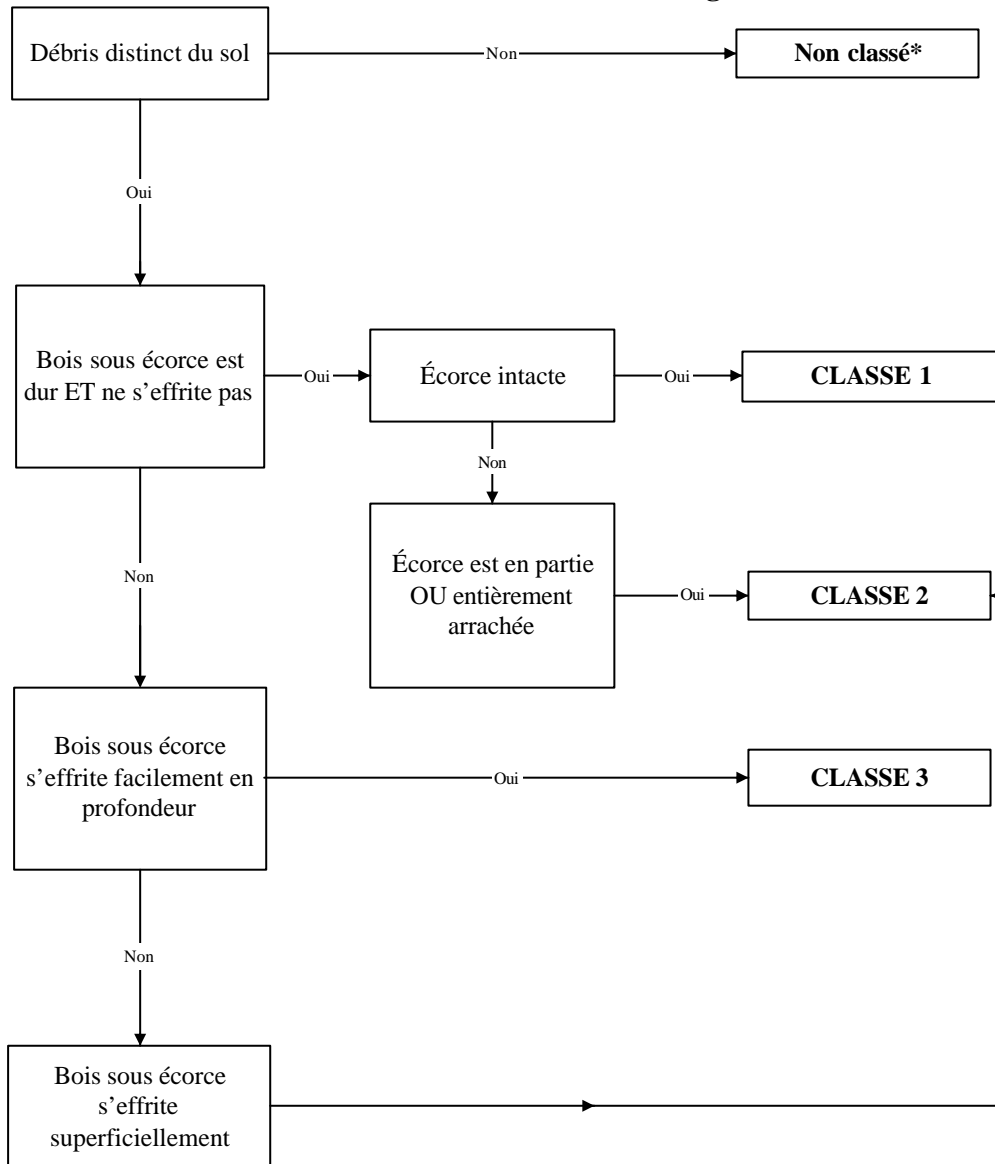 Débris distinct du sol
Non
Non classé*
Oui
Bois sous écorce est
dur ET ne s’effrite pas
Oui
Écorce intacte
Oui
CLASSE 1
Non
Non
Écorce est en partie
OU entièrement
arrachée
Oui
CLASSE 2
Bois sous écorce
s’effrite facilement en
profondeur
Oui
CLASSE 3
Non
Bois sous écorce
s’effrite
superficiellement